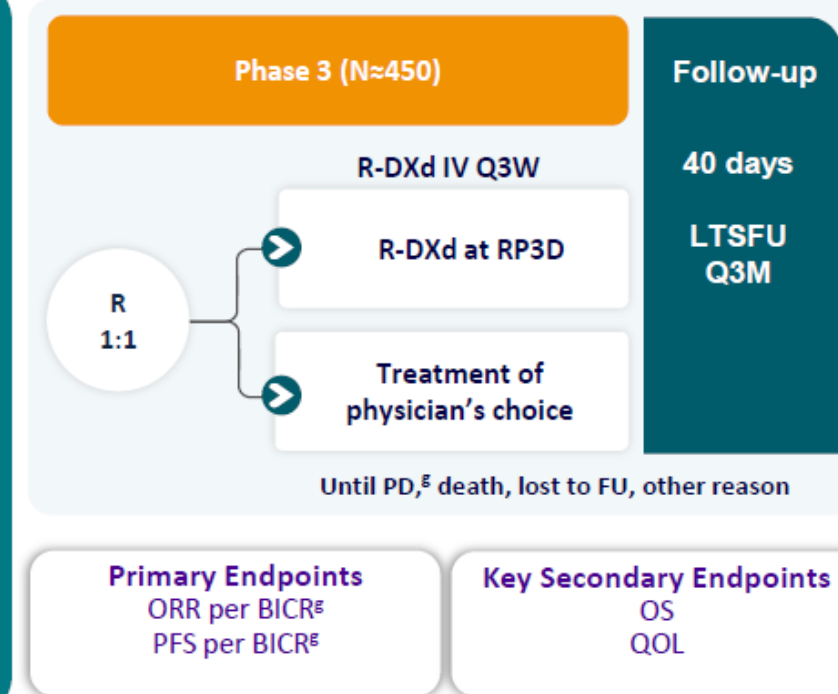 Phase 3 (N≈450)
Follow-up
40 days
LTSFU
Q3M
R-DXd IV Q3W
R-DXd at RP3D
R
1:1
Treatment of
physician’s choice
Until PD,ᵍ death, lost to FU, other reason
Primary Endpoints
ORR per BICRᵍ
PFS per BICRᵍ
Key Secondary Endpoints
OS
QOL